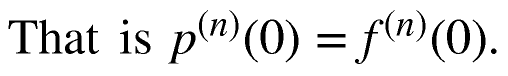 That is $p^{(n)}(0) = f^{(n)}(0)$.